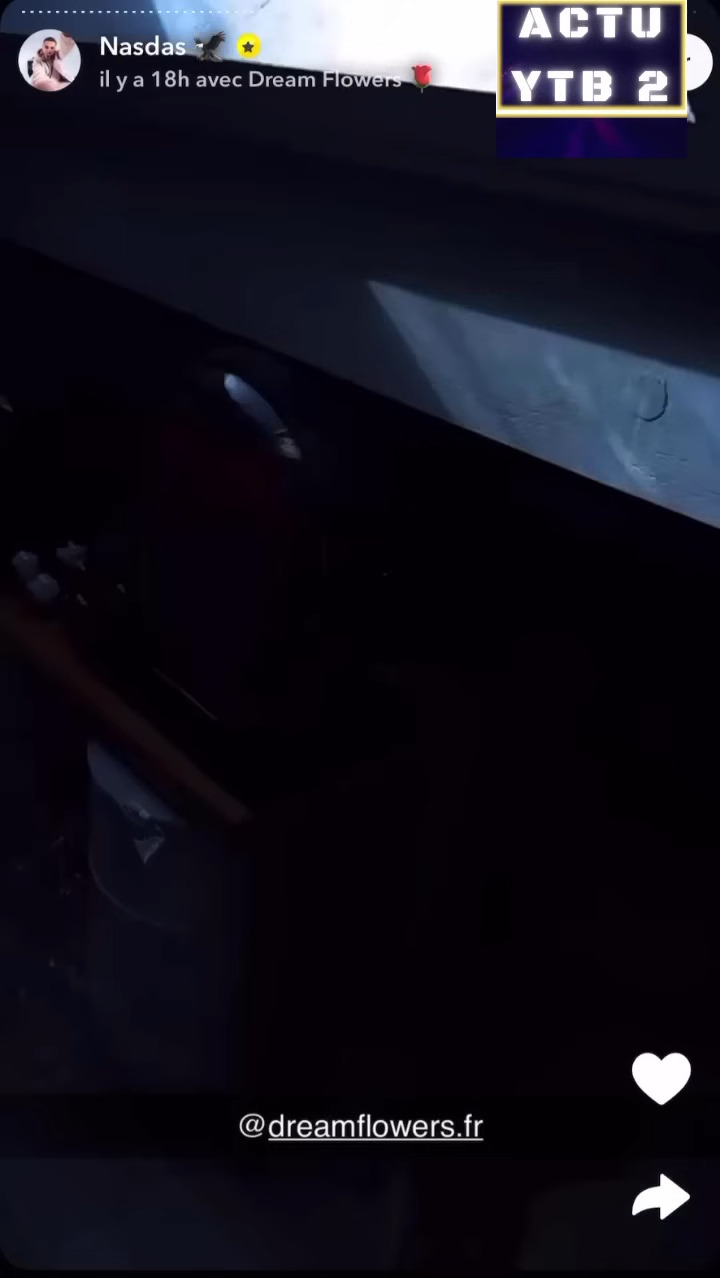 Nasdas 🦅
il y a 18h avec Dream Flowers 🌹
ACTU
YTB 2
@dreamflowers.fr